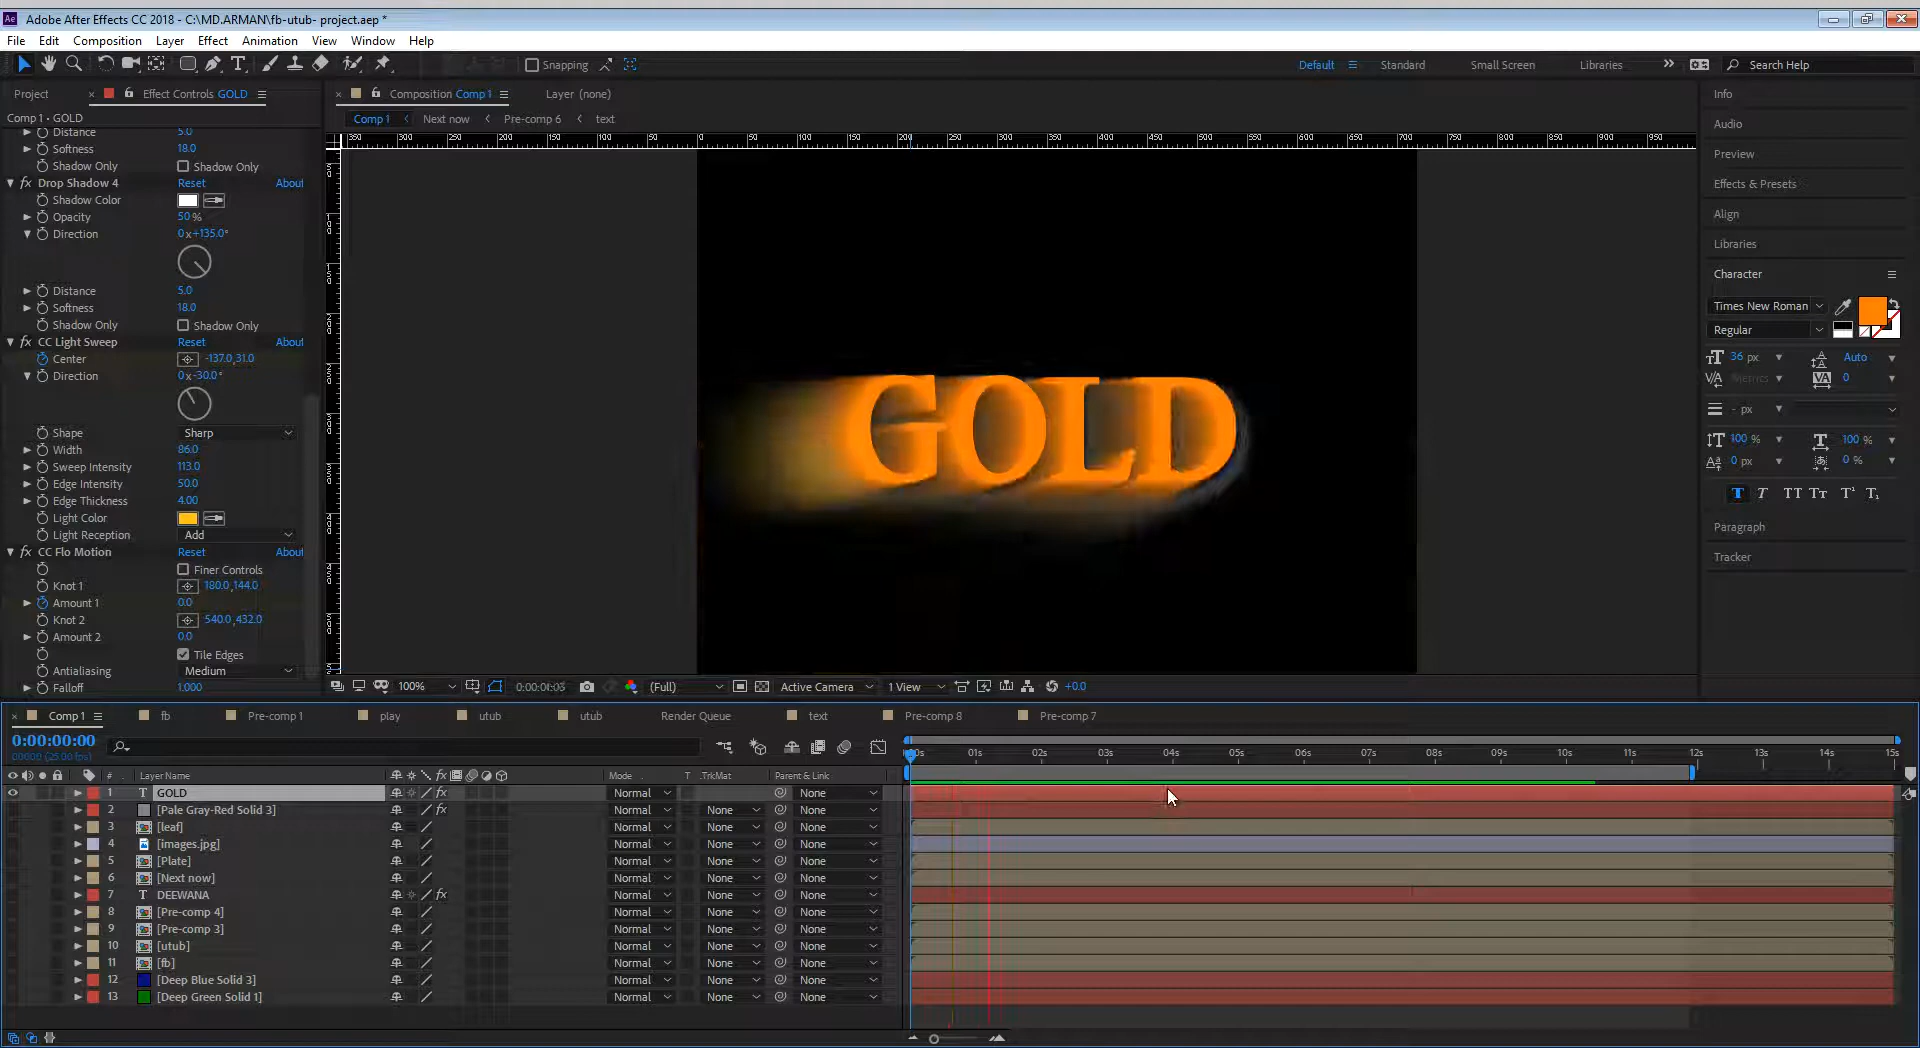 Adobe After Effects CC 2018 - C:\MD.ARMAN\fb-utub- project.aep *
File Edit Composition Layer Effect Animation View Window Help
Snapping Default Standard Small Screen Libraries Search Help
Project Effect Controls GOLD Composition Comp 1 Layer (none) Info
Comp 1 • GOLD Comp 1 Next now Pre-comp 6 text
Audio
Distance 5.0
Softness 18.0
Shadow Only Shadow Only
Preview
Drop Shadow 4 Reset About
Effects & Presets
Shadow Color
Opacity 50 %
Align
Direction 0x+135.0°
Libraries
Character
Distance 5.0
Softness 18.0
Times New Roman
Shadow Only Shadow Only
Regular
CC Light Sweep Reset About
Center -137.0,31.0
36 px Auto
Direction 0x-30.0°
Metrics 0
- px
Shape Sharp
Width 86.0
100 % 100 %
Sweep Intensity 113.0
0 px 0 %
Edge Intensity 50.0
Edge Thickness 4.00
T T TT Tт T¹ T₁
Light Color
Paragraph
Light Reception Add
CC Flo Motion Reset About
Tracker
Finer Controls
Knot 1 180.0,144.0
Amount 1 0.0
Knot 2 540.0,432.0
Amount 2 0.0
Tile Edges
Antialiasing Medium
Falloff 1.000
GOLD
100% 0:00:01:03 (Full) Active Camera 1 View +0.0
Comp 1 fb Pre-comp 1 play utub utub Render Queue text Pre-comp 8 Pre-comp 7
0:00:00:00
00000 (25.00 fps)
01s 02s 03s 04s 05s 06s 07s 08s 09s 10s 11s 12s 13s 14s 15s
# Layer Name Mode T TrkMat Parent & Link
1 GOLD Normal None
2 [Pale Gray-Red Solid 3] Normal None None
3 [leaf] Normal None None
4 [images.jpg] Normal None None
5 [Plate] Normal None None
6 [Next now] Normal None None
7 DEEWANA Normal None None
8 [Pre-comp 4] Normal None None
9 [Pre-comp 3] Normal None None
10 [utub] Normal None None
11 [fb] Normal None None
12 [Deep Blue Solid 3] Normal None None
13 [Deep Green Solid 1] Normal None None